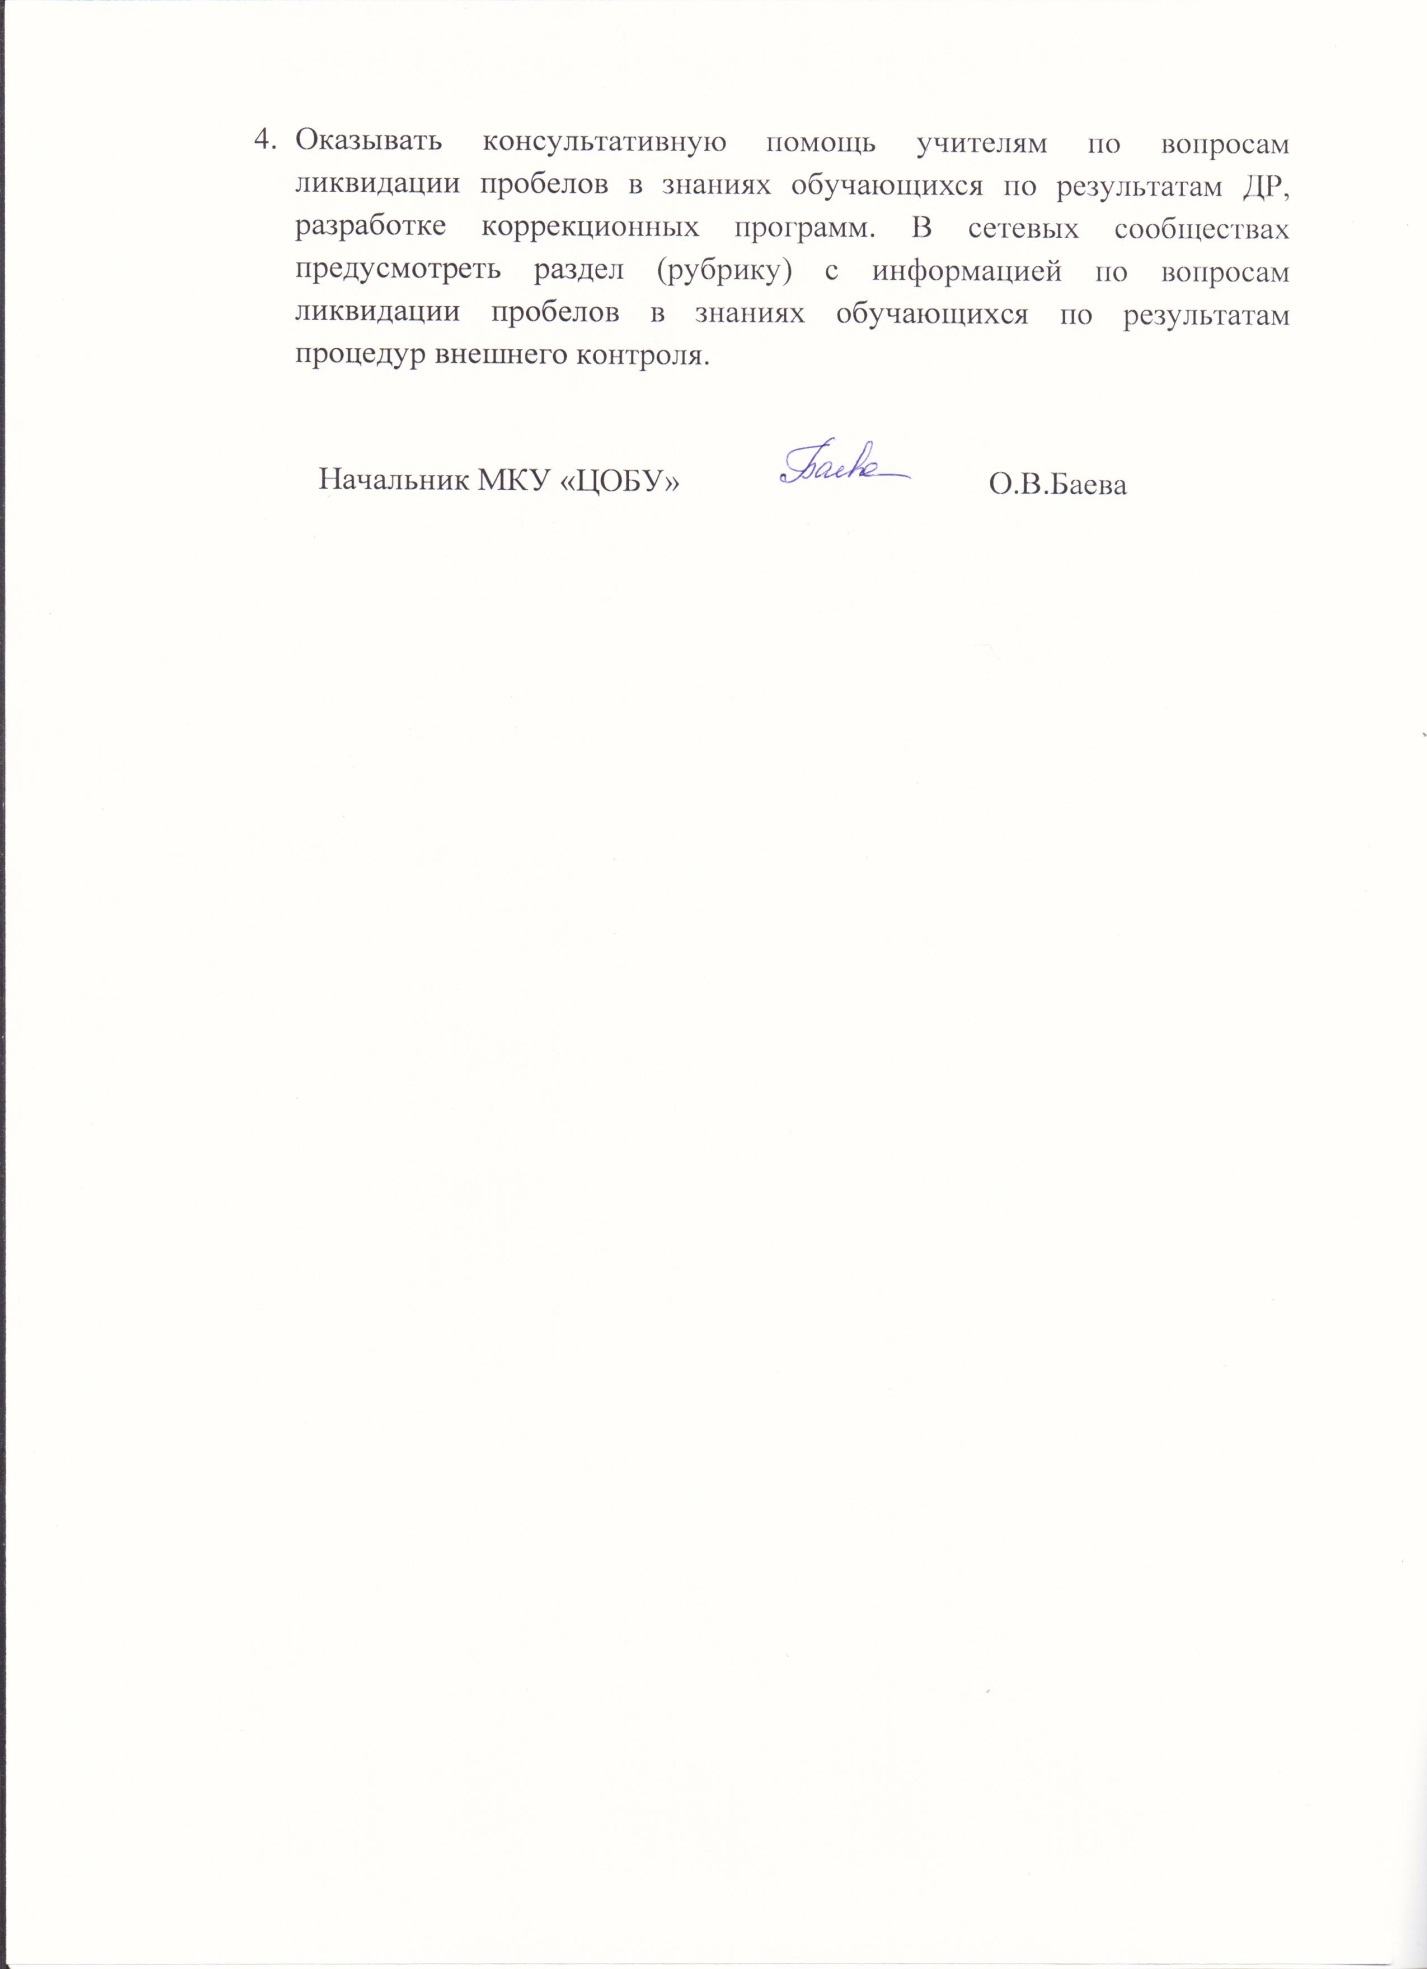 4. Оказывать консультативную помощь учителям по вопросам
ликвидации пробелов в знаниях обучающихся по результатам ДР,
разработке коррекционных программ. В сетевых сообществах
предусмотреть раздел (рубрику) с информацией по вопросам
ликвидации пробелов в знаниях обучающихся по результатам
процедур внешнего контроля.
Начальник МКУ «ЦОБУ» Баева О.В.Баева